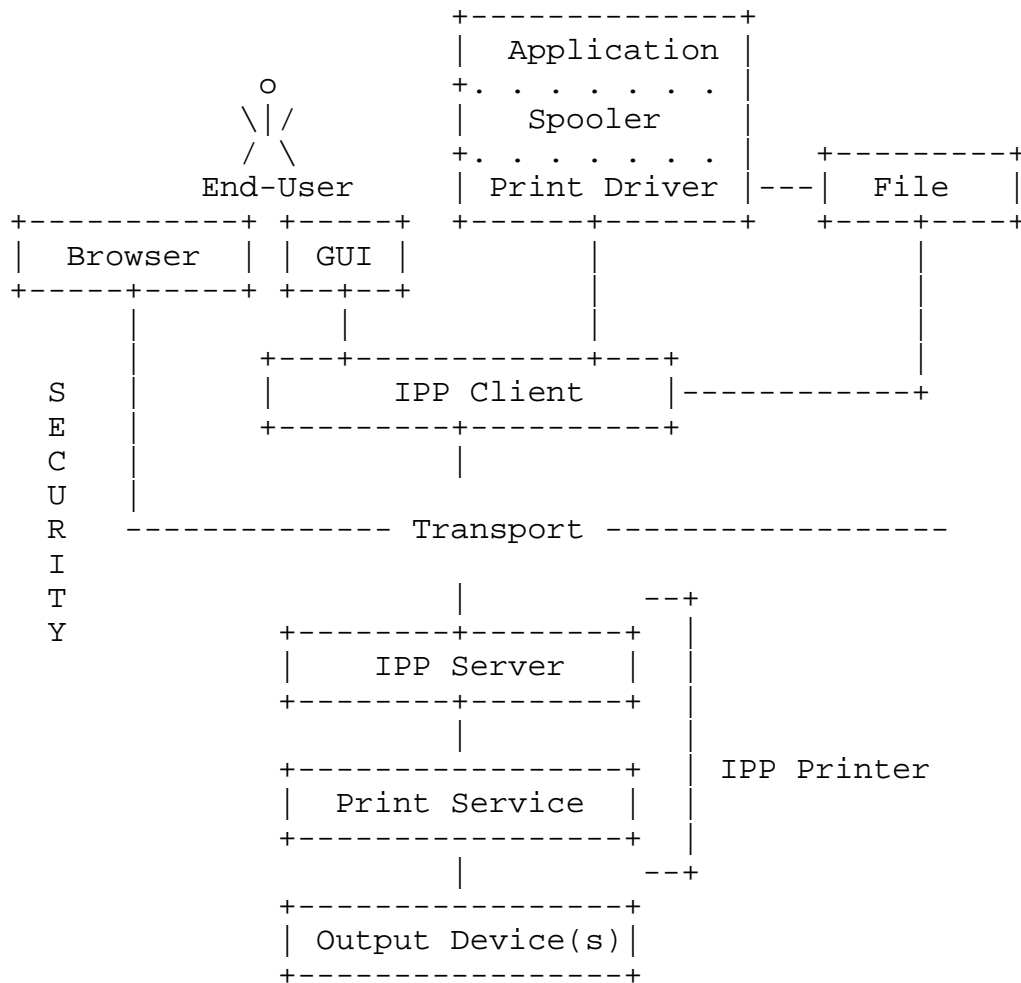 Application
Spooler
Print Driver
File
End-User
Browser
GUI
IPP Client
SECURITY
Transport
IPP Server
IPP Printer
Print Service
Output Device(s)